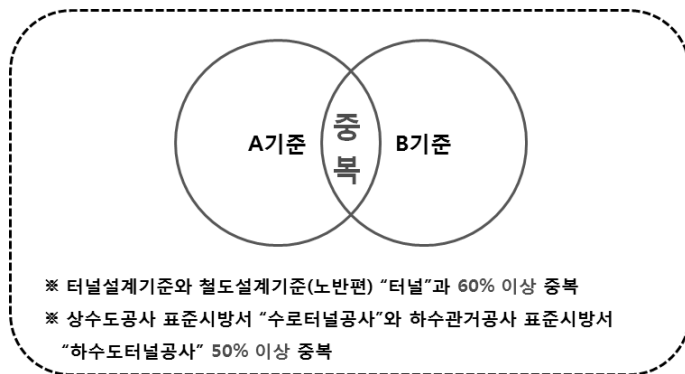 A기준
중
복
B기준
※ 터널설계기준와 철도설계기준(노반편) “터널”과 60% 이상 중복
※ 상수도공사 표준시방서 “수로터널공사”와 하수관거공사 표준시방서
“하수도터널공사” 50% 이상 중복